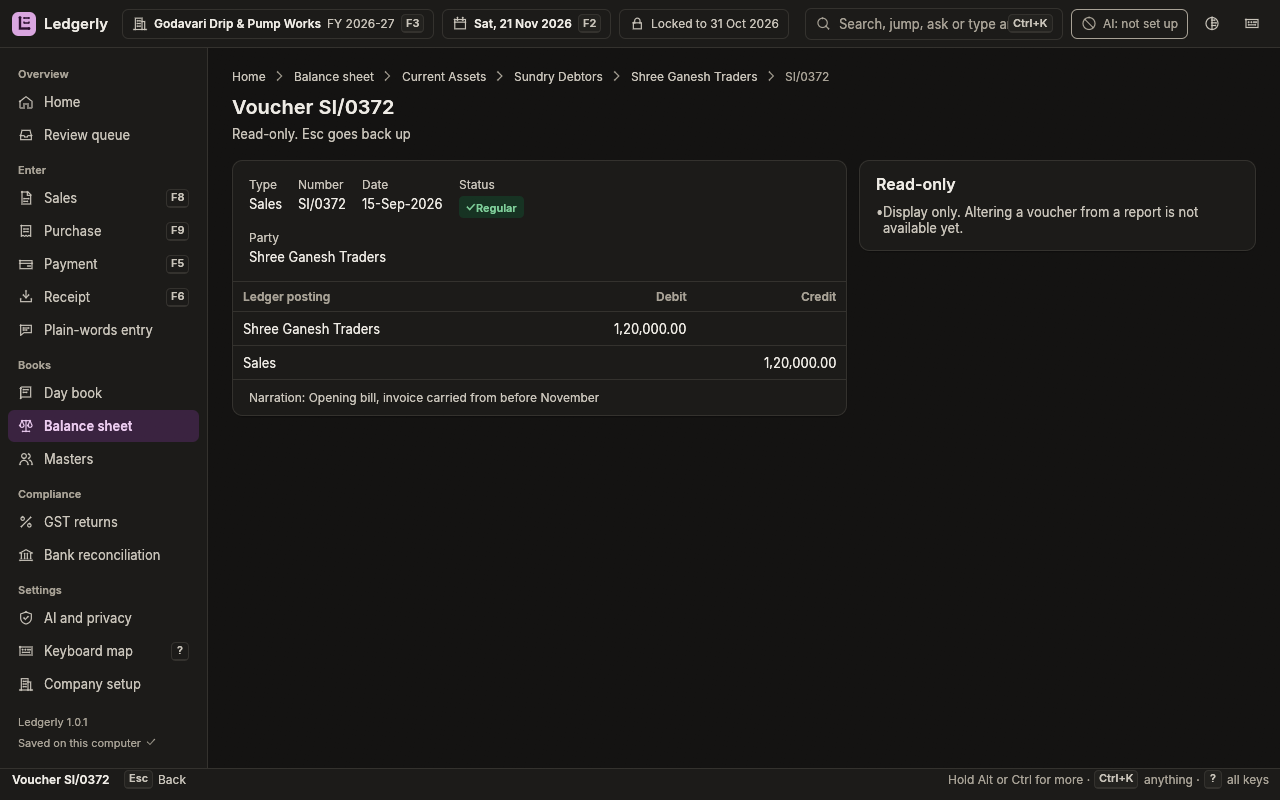 Ledgerly
Godavari Drip & Pump Works FY 2026-27 F3
Sat, 21 Nov 2026 F2
Locked to 31 Oct 2026
Search, jump, ask or type a Ctrl+K
AI: not set up
Overview
Home
Review queue
Enter
Sales F8
Purchase F9
Payment F5
Receipt F6
Plain-words entry
Books
Day book
Balance sheet
Masters
Compliance
GST returns
Bank reconciliation
Settings
AI and privacy
Keyboard map ?
Company setup
Ledgerly 1.0.1
Saved on this computer
Home Balance sheet Current Assets Sundry Debtors Shree Ganesh Traders SI/0372
Voucher SI/0372
Read-only. Esc goes back up
Type Number Date Status
Sales SI/0372 15-Sep-2026 Regular
Party
Shree Ganesh Traders
Ledger posting Debit Credit
Shree Ganesh Traders 1,20,000.00
Sales 1,20,000.00
Narration: Opening bill, invoice carried from before November
Read-only
•Display only. Altering a voucher from a report is not
available yet.
Voucher SI/0372 Esc Back
Hold Alt or Ctrl for more · Ctrl+K anything · ? all keys